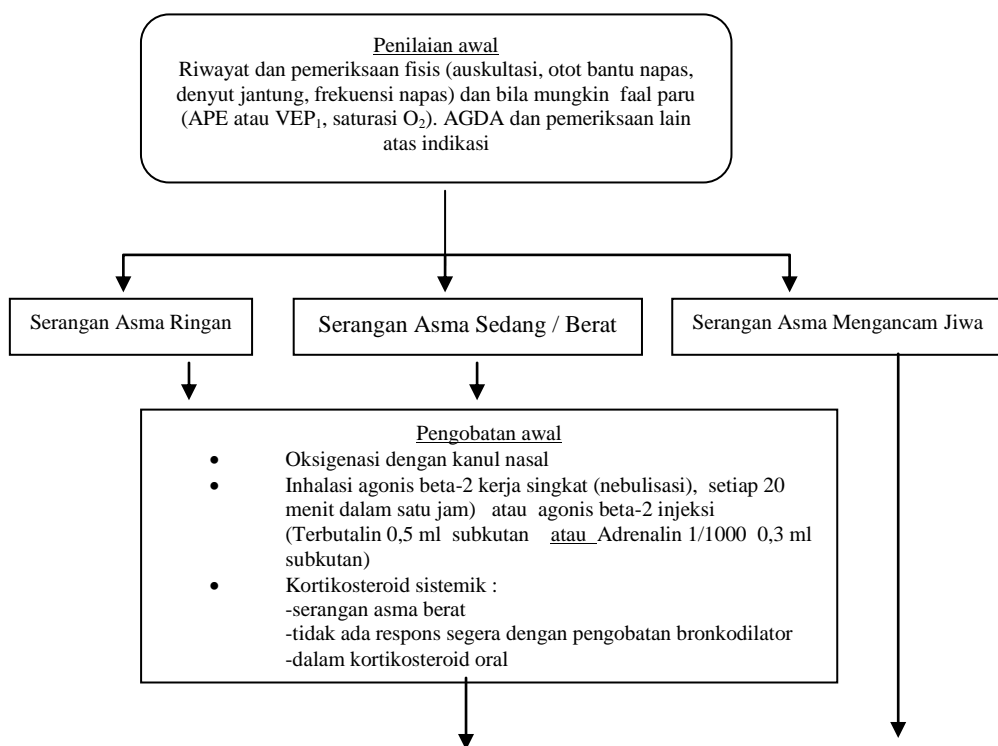 Penilaian awal
Riwayat dan pemeriksaan fisis (auskultasi, otot bantu napas,
denyut jantung, frekuensi napas) dan bila mungkin faal paru
(APE atau VEP₁, saturasi O₂). AGDA dan pemeriksaan lain
atas indikasi
Serangan Asma Ringan
Serangan Asma Sedang / Berat
Serangan Asma Mengancam Jiwa
Pengobatan awal
• Oksigenasi dengan kanul nasal
• Inhalasi agonis beta-2 kerja singkat (nebulisasi), setiap 20
menit dalam satu jam) atau agonis beta-2 injeksi
(Terbutalin 0,5 ml subkutan atau Adrenalin 1/1000 0,3 ml
subkutan)
• Kortikosteroid sistemik :
-serangan asma berat
-tidak ada respons segera dengan pengobatan bronkodilator
-dalam kortikosteroid oral